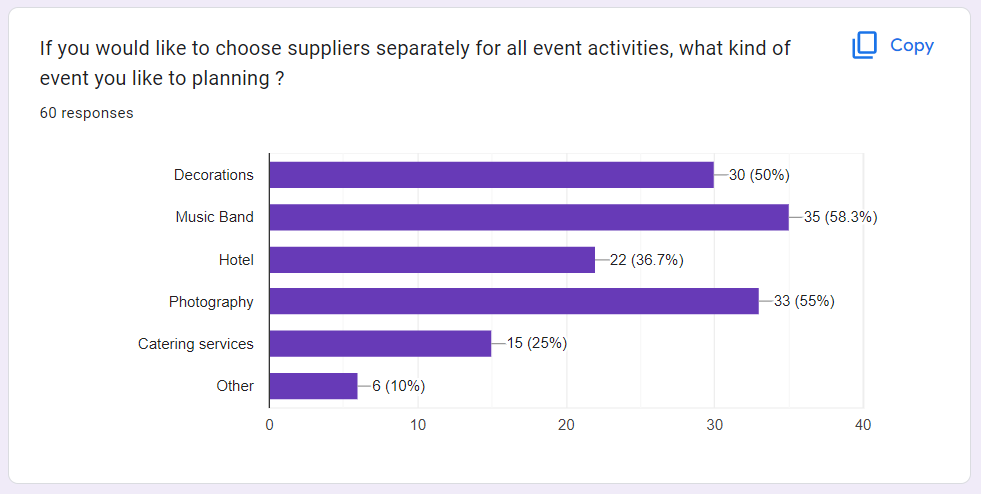 If you would like to choose suppliers separately for all event activities, what kind of
event you like to planning ?
Copy
60 responses
Decorations
30 (50%)
Music Band
35 (58.3%)
Hotel
22 (36.7%)
Photography
33 (55%)
Catering services
15 (25%)
Other
6 (10%)
0
10
20
30
40